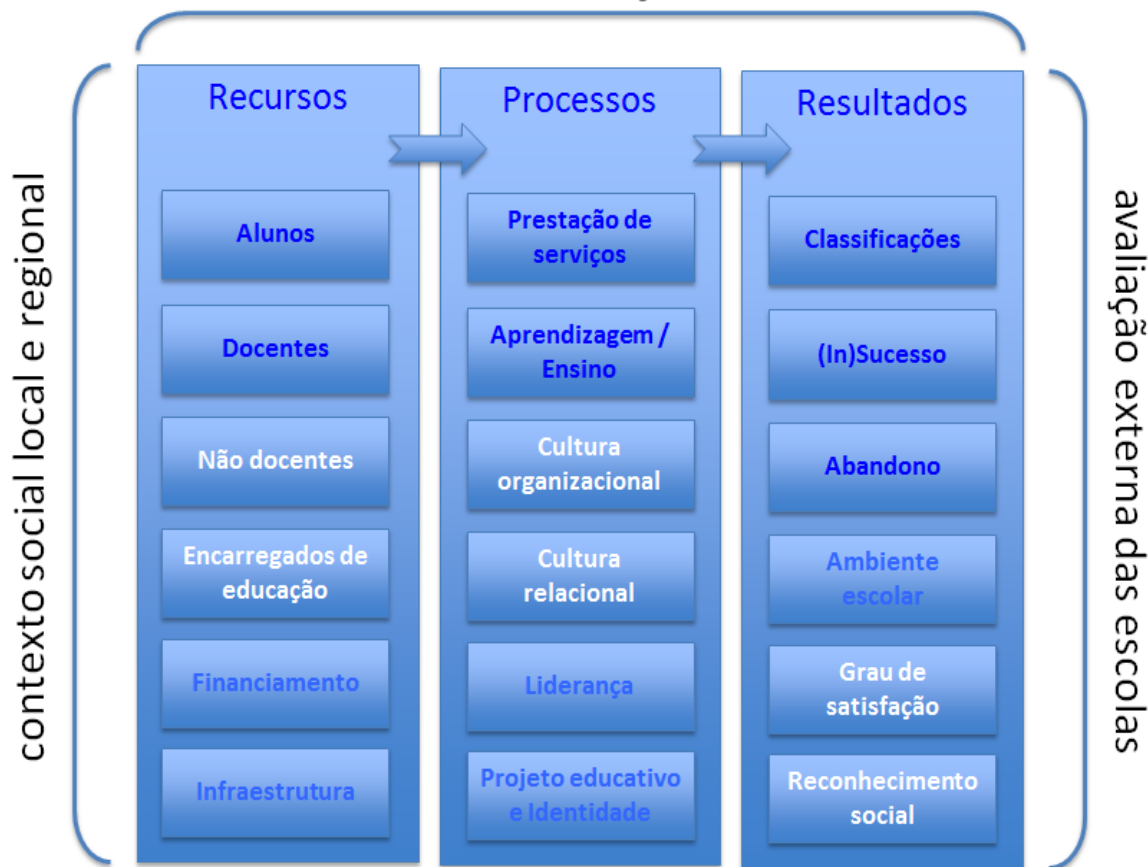 contexto social local e regional
Recursos
Alunos
Docentes
Não docentes
Encarregados de
educação
Financiamento
Infraestrutura
Processos
Prestação de
serviços
Aprendizagem /
Ensino
Cultura
organizacional
Cultura
relacional
Liderança
Projeto educativo
e Identidade
Resultados
Classificações
(In)Sucesso
Abandono
Ambiente
escolar
Grau de
satisfação
Reconhecimento
social
avaliação externa das escolas